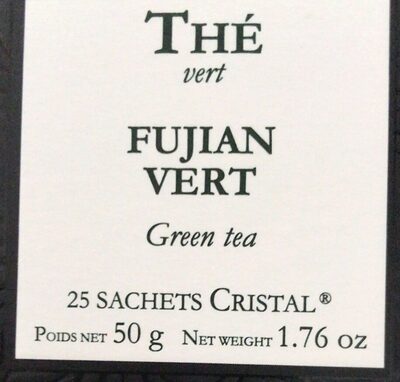 THÉ
vert
FUJIAN
VERT
Green tea
25 SACHETS CRISTAL®
POIDS NET 50 g NET WEIGHT 1.76 oz